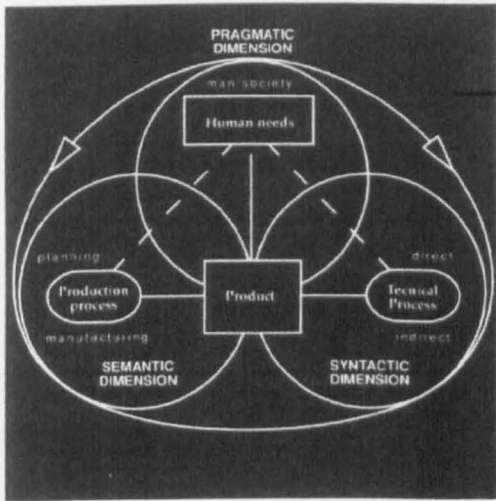 PRAGMATIC
DIMENSION
man society
Human needs
planning
direct
Production
process
Product
Tecnical
Process
manufacturing
indirect
SEMANTIC
DIMENSION
SYNTACTIC
DIMENSION